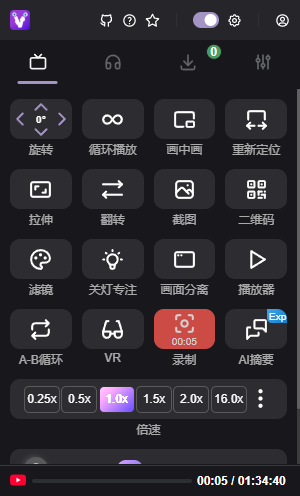 0
0°
旋转 循环播放 画中画 重新定位
拉伸 翻转 截图 二维码
滤镜 关灯专注 画面分离 播放器
00:05
Exp
A-B循环 VR 录制 AI摘要
0.25x 0.5x 1.0x 1.5x 2.0x 16.0x
倍速
00:05 / 01:34:40